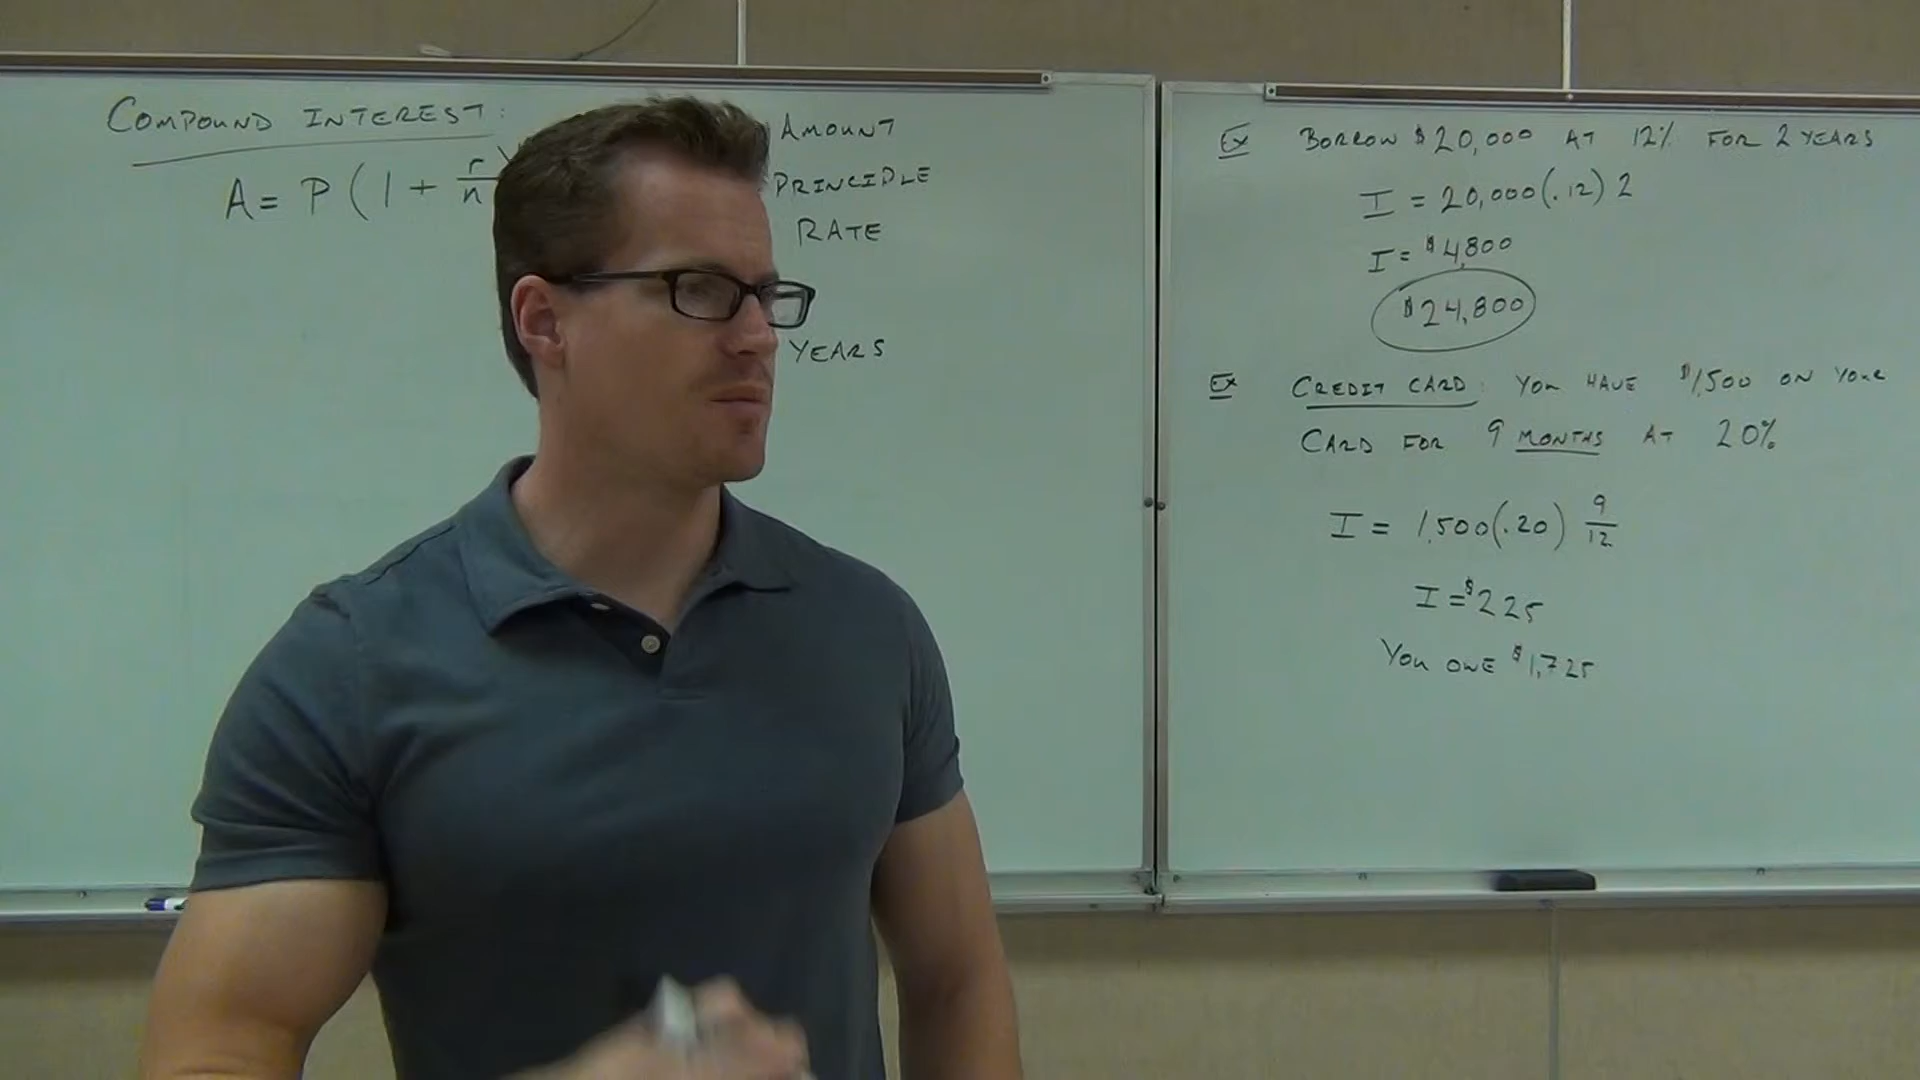 COMPOUND INTEREST:
A = P (1 + r/n
AMOUNT
PRINCIPLE
RATE
YEARS
EX BORROW $20,000 AT 12% FOR 2 YEARS
I = 20,000(.12) 2
I = $4,800
$24,800
EX CREDIT CARD: YOU HAVE $1,500 ON YOUR
CARD FOR 9 MONTHS AT 20%
I = 1,500(.20) 9/12
I = $225
YOU OWE $1,725